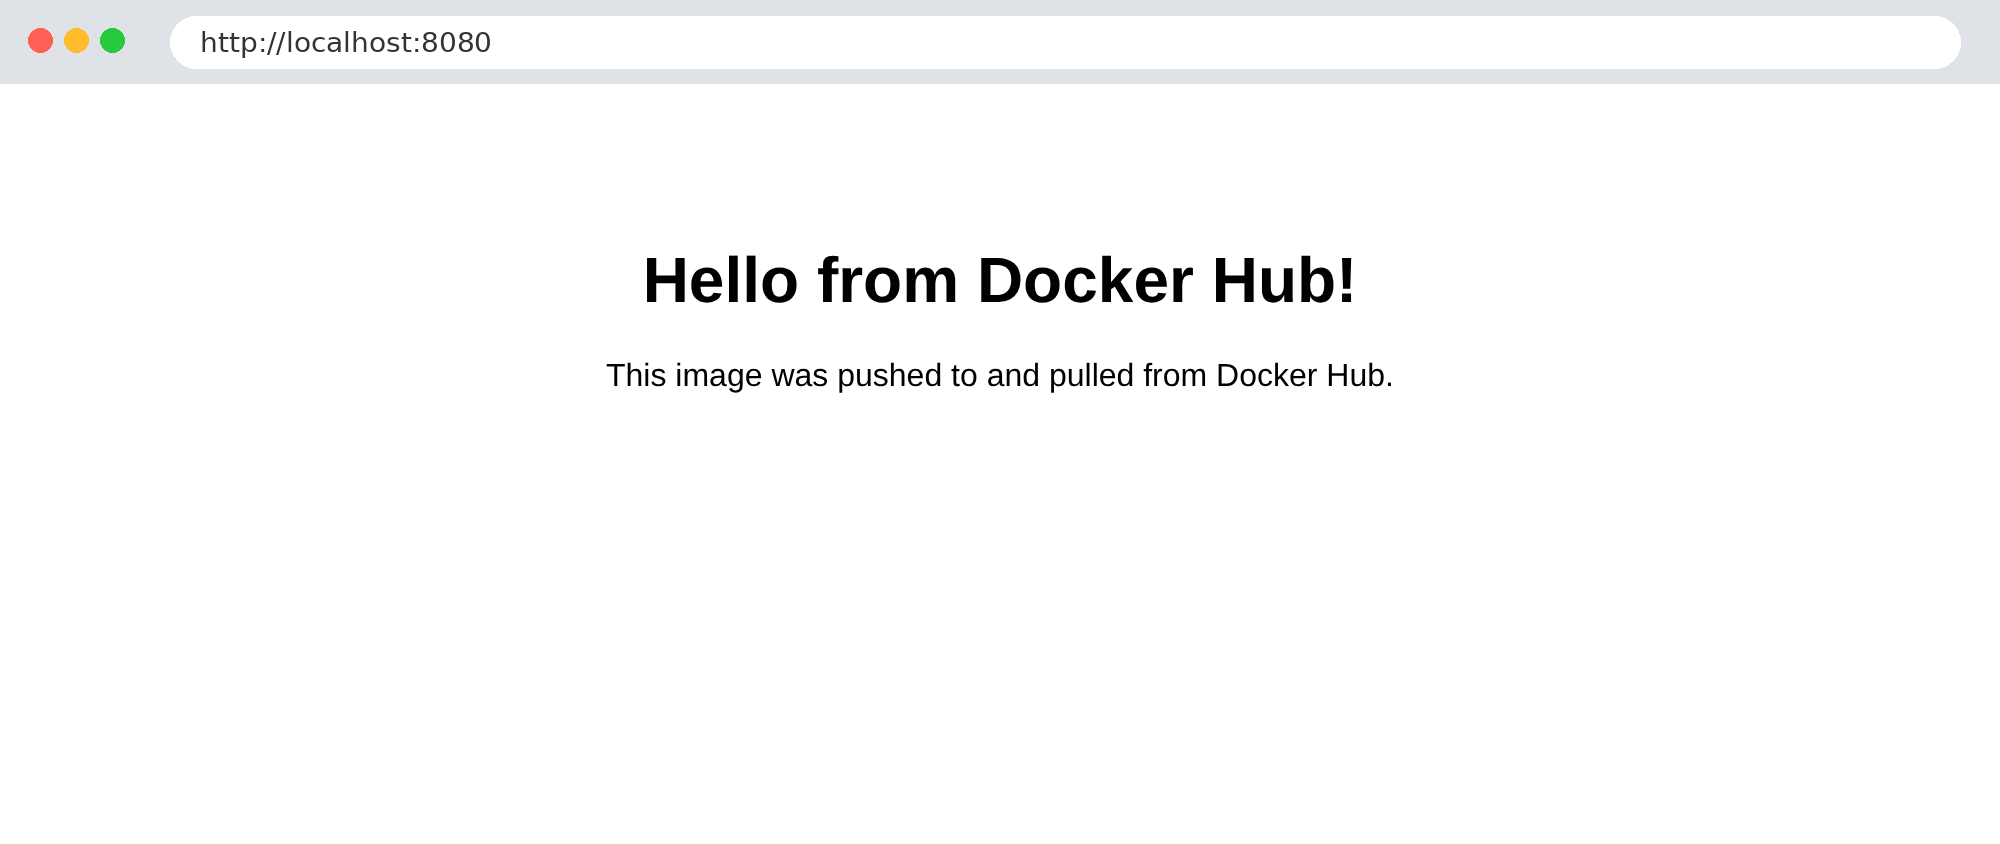 http://localhost:8080
Hello from Docker Hub!
This image was pushed to and pulled from Docker Hub.